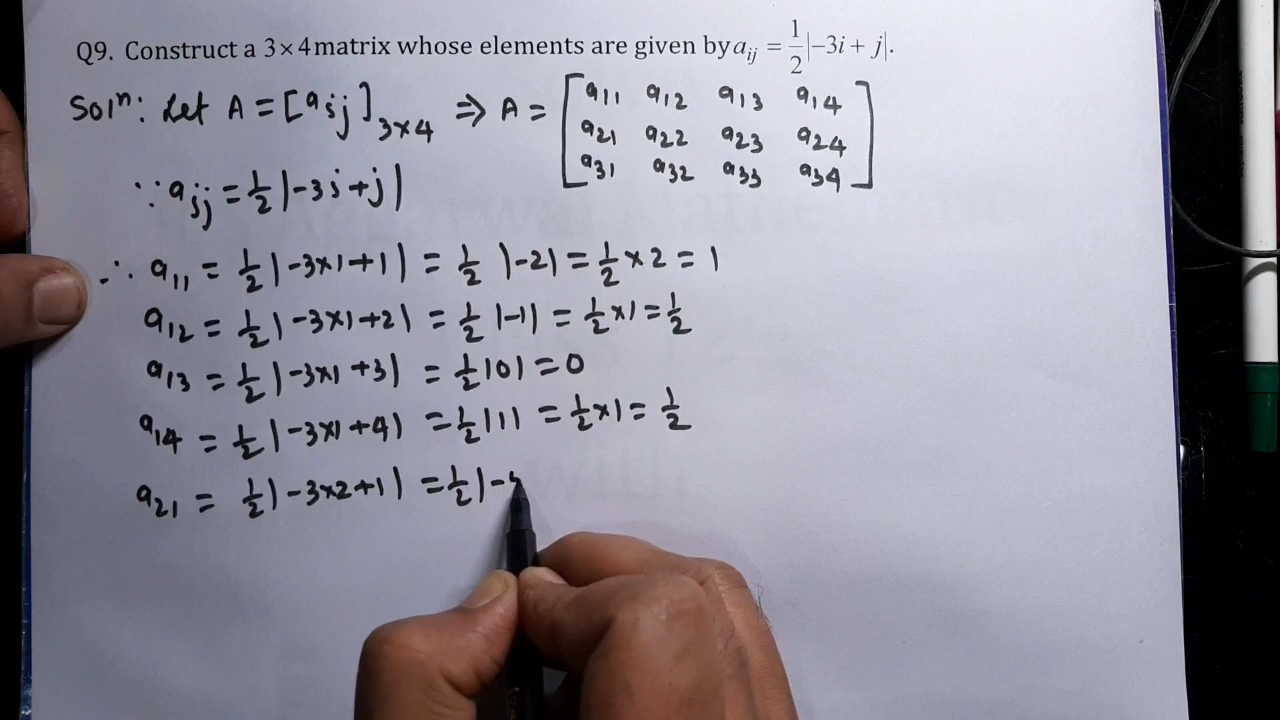 Q9. Construct a 3×4 matrix whose elements are given by a_ij = 1/2|−3i + j|.
Solⁿ: Let A = [a_ij]_3×4 ⇒ A = [a11 a12 a13 a14
a21 a22 a23 a24
a31 a32 a33 a34]
∵ a_ij = 1/2|-3i+j|
∴ a11 = 1/2|-3×1+1| = 1/2 |-2| = 1/2 × 2 = 1
a12 = 1/2|-3×1+2| = 1/2 |-1| = 1/2×1 = 1/2
a13 = 1/2|-3×1+3| = 1/2|0| = 0
a14 = 1/2|-3×1+4| = 1/2|1| = 1/2×1 = 1/2
a21 = 1/2|-3×2+1| = 1/2|-